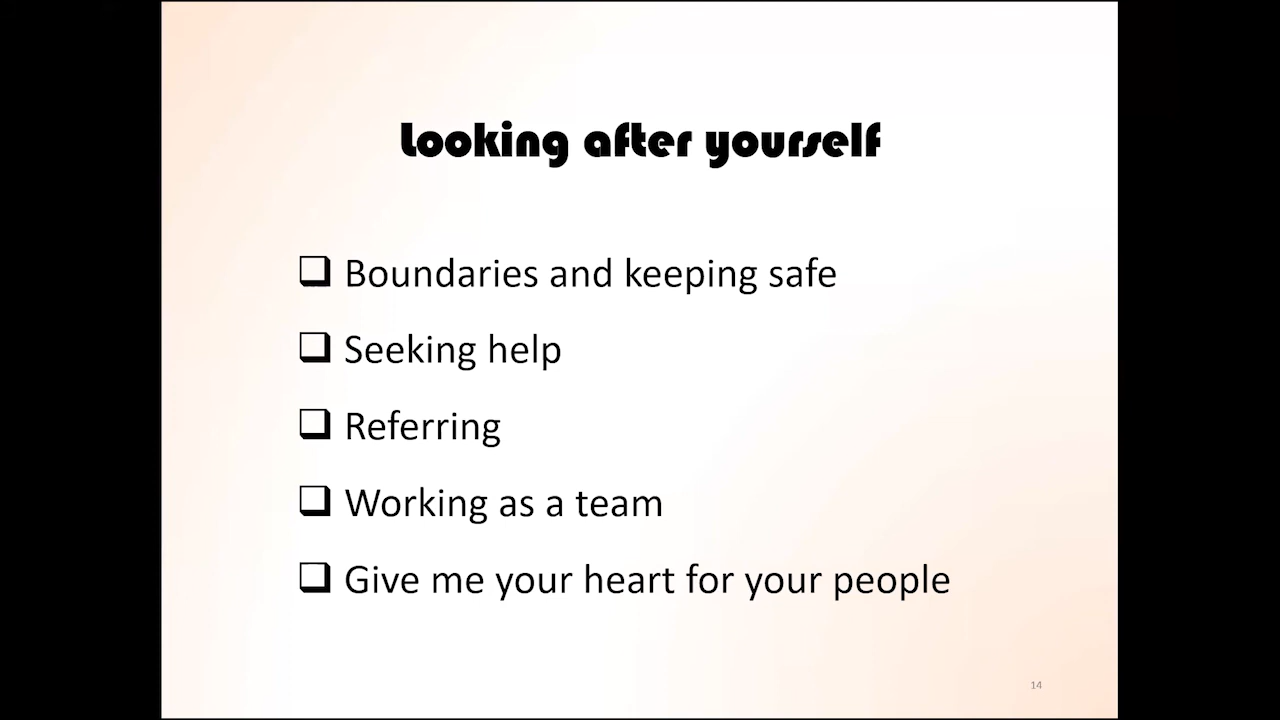 Looking after yourself
❑ Boundaries and keeping safe
❑ Seeking help
❑ Referring
❑ Working as a team
❑ Give me your heart for your people
14